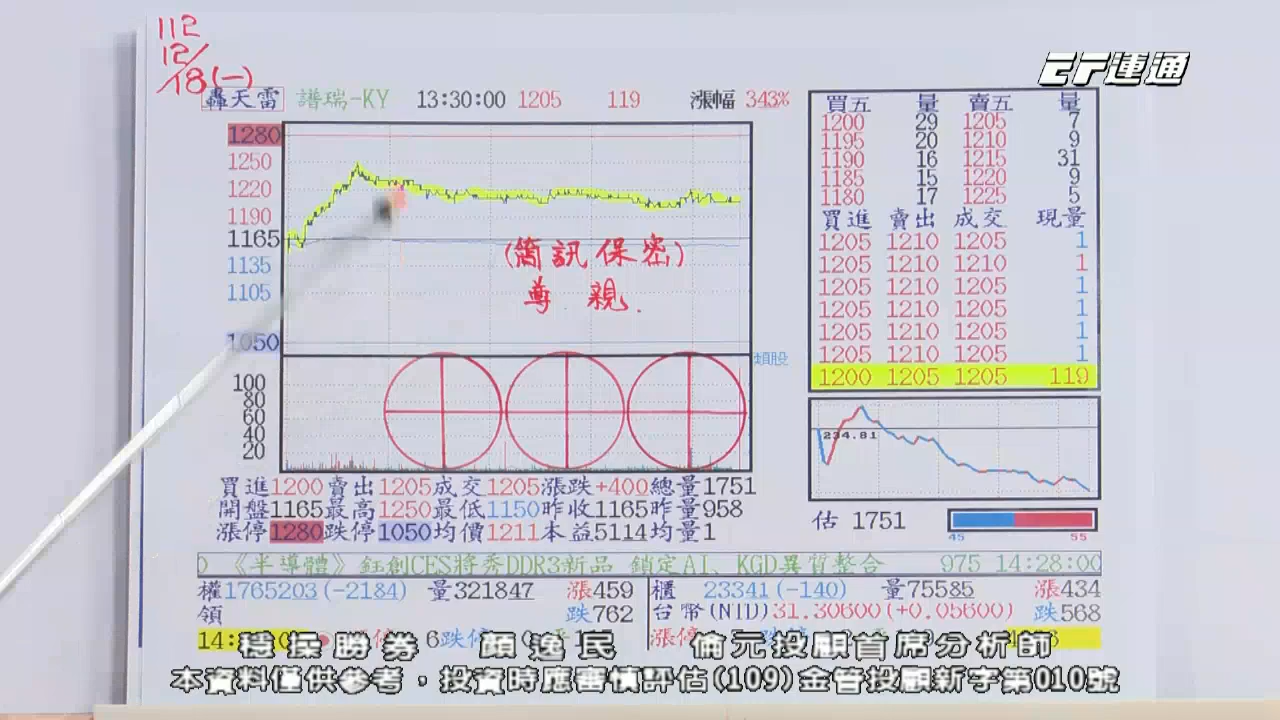 112
12/
18(一)
EF運通
轟天雷 譜瑞-KY 13:30:00 1205 119 漲幅 343%
1280
1250
1220
1190
1165
1135
1105
1050
(簡訊保密)
尊親.
類股
100
80
60
40
20
買五 量 賣五 量
1200 29 1205 7
1195 20 1210 9
1190 16 1215 31
1185 15 1220 9
1180 17 1225 5
買進 賣出 成交 現量
1205 1210 1205 1
1205 1210 1210 1
1205 1210 1205 1
1205 1210 1205 1
1205 1210 1205 1
1205 1210 1205 1
1200 1205 1205 119
234.81
估 1751
45 55
買進1200賣出1205成交1205漲跌+400總量1751
開盤1165最高1250最低1150昨收1165昨量958
漲停1280跌停1050均價1211本益5114均量1
》《半導體》鈺創CES將秀DDR3新品 鎖定AI、KGD異質整合 975 14:28:00
權1765203(-2184) 量321847 漲459
領 跌762
櫃 23341(-140) 量75585 漲434
台幣(NTD)31.30600(+0.05600) 跌568
穩操勝券 顏逸民 倫元投顧首席分析師
本資料僅供參考，投資時應審慎評估(109)金管投顧新字第010號